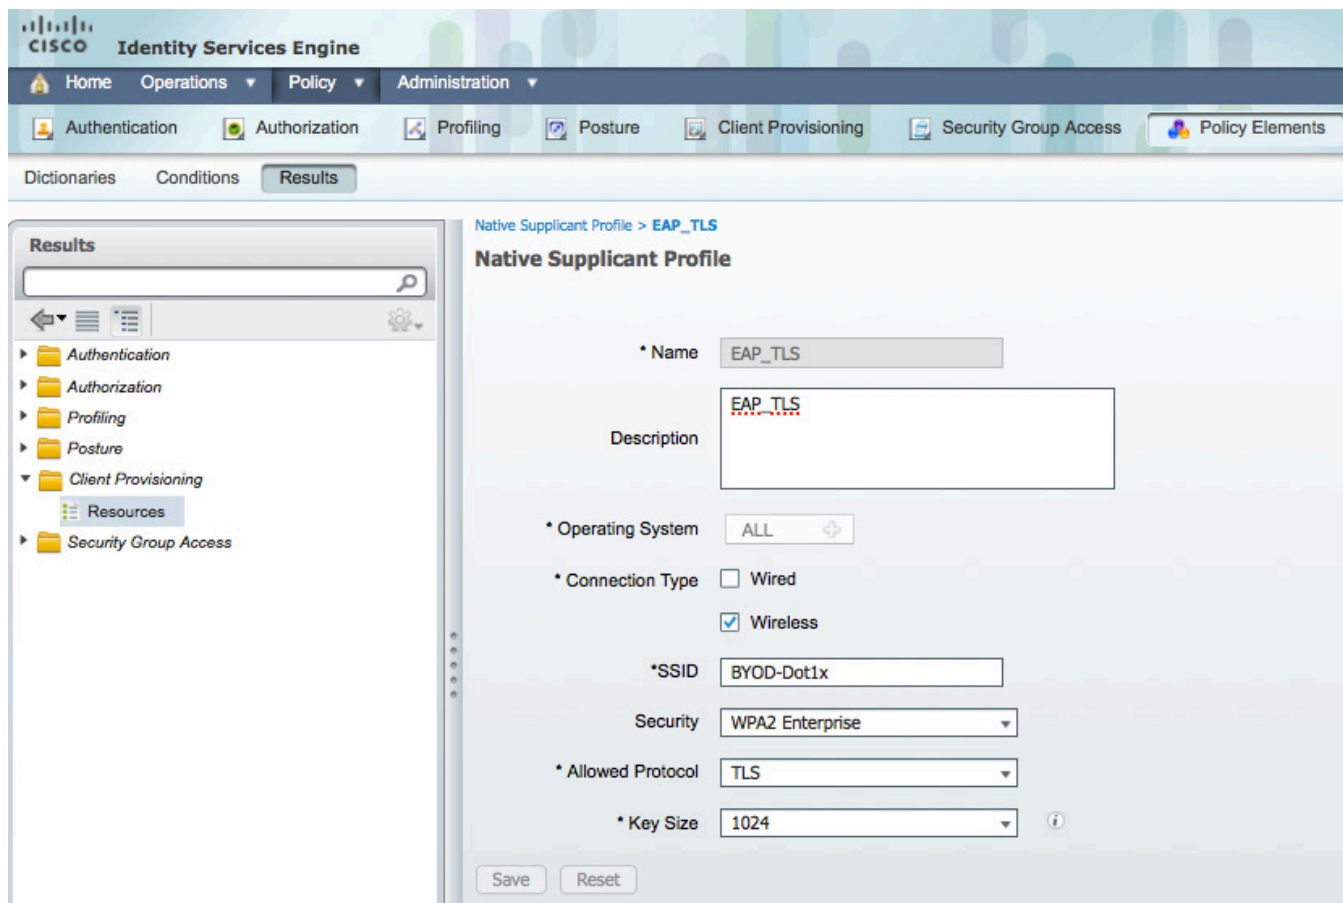 CISCO Identity Services Engine
Home Operations Policy Administration
Authentication Authorization Profiling Posture Client Provisioning Security Group Access Policy Elements
Dictionaries Conditions Results
Results
Authentication
Authorization
Profiling
Posture
Client Provisioning
Resources
Security Group Access
Native Supplicant Profile > EAP_TLS
Native Supplicant Profile
* Name EAP_TLS
Description EAP_TLS
* Operating System ALL
* Connection Type Wired
Wireless
*SSID BYOD-Dot1x
Security WPA2 Enterprise
* Allowed Protocol TLS
* Key Size 1024
Save Reset